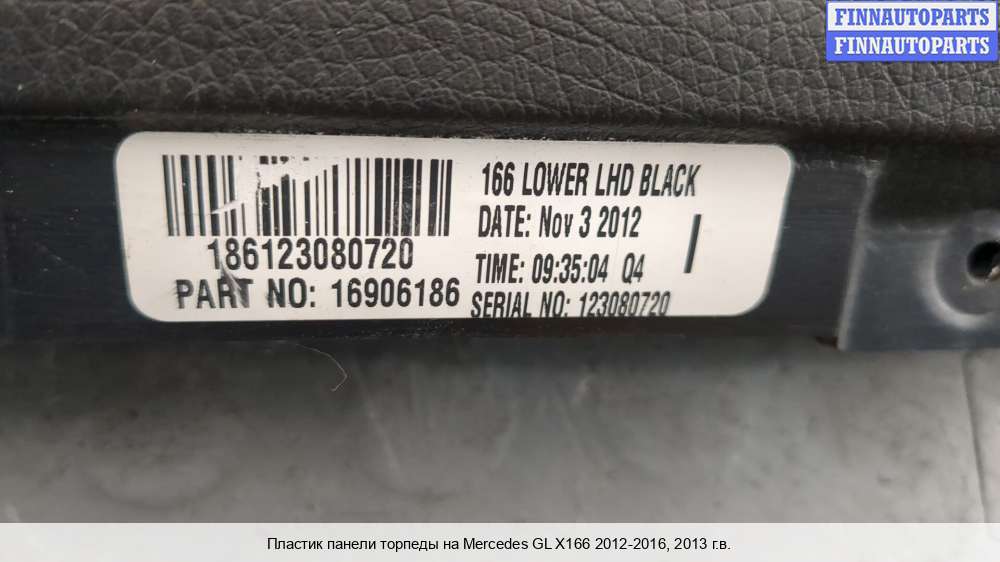 FINNAUTOPARTS
FINNAUTOPARTS
166 LOWER LHD BLACK
DATE: Nov 3 2012
186123080720
TIME: 09:35:04 Q4
PART NO: 16906186
SERIAL NO: 123080720
Пластик панели торпеды на Mercedes GL X166 2012-2016, 2013 г.в.